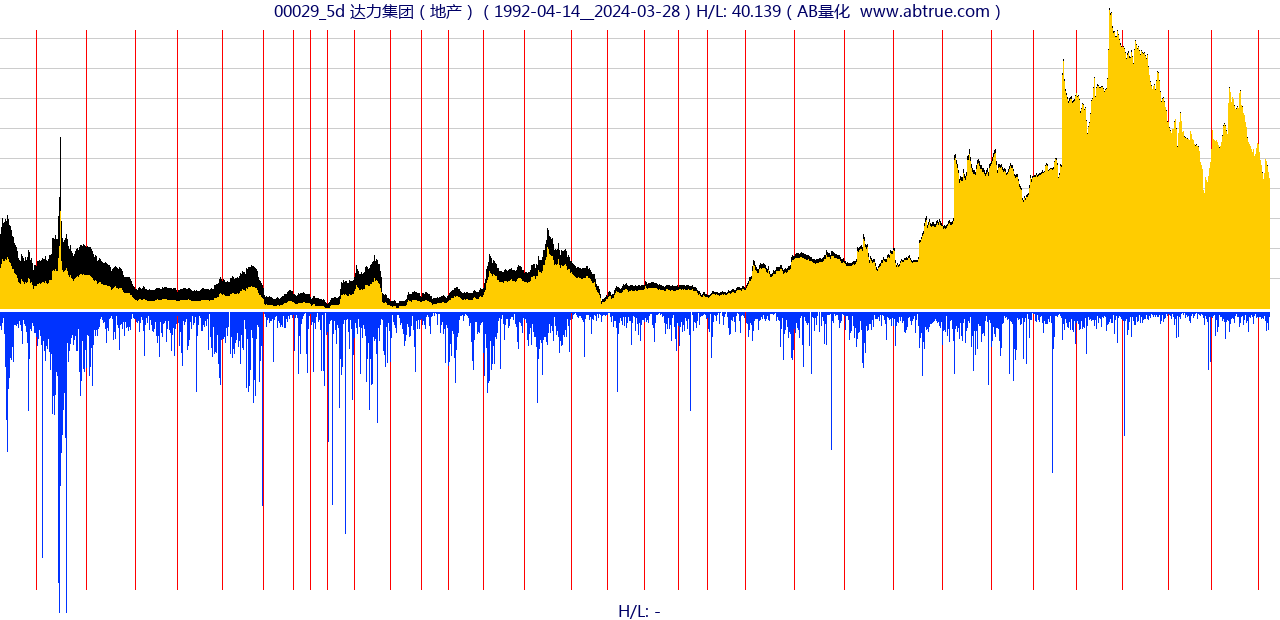 00029_5d 达力集团 ( 地产 ) ( 1992-04-14__2024-03-28 ) H/L: 40.139 ( AB量化  www.abtrue.com )
H/L: -